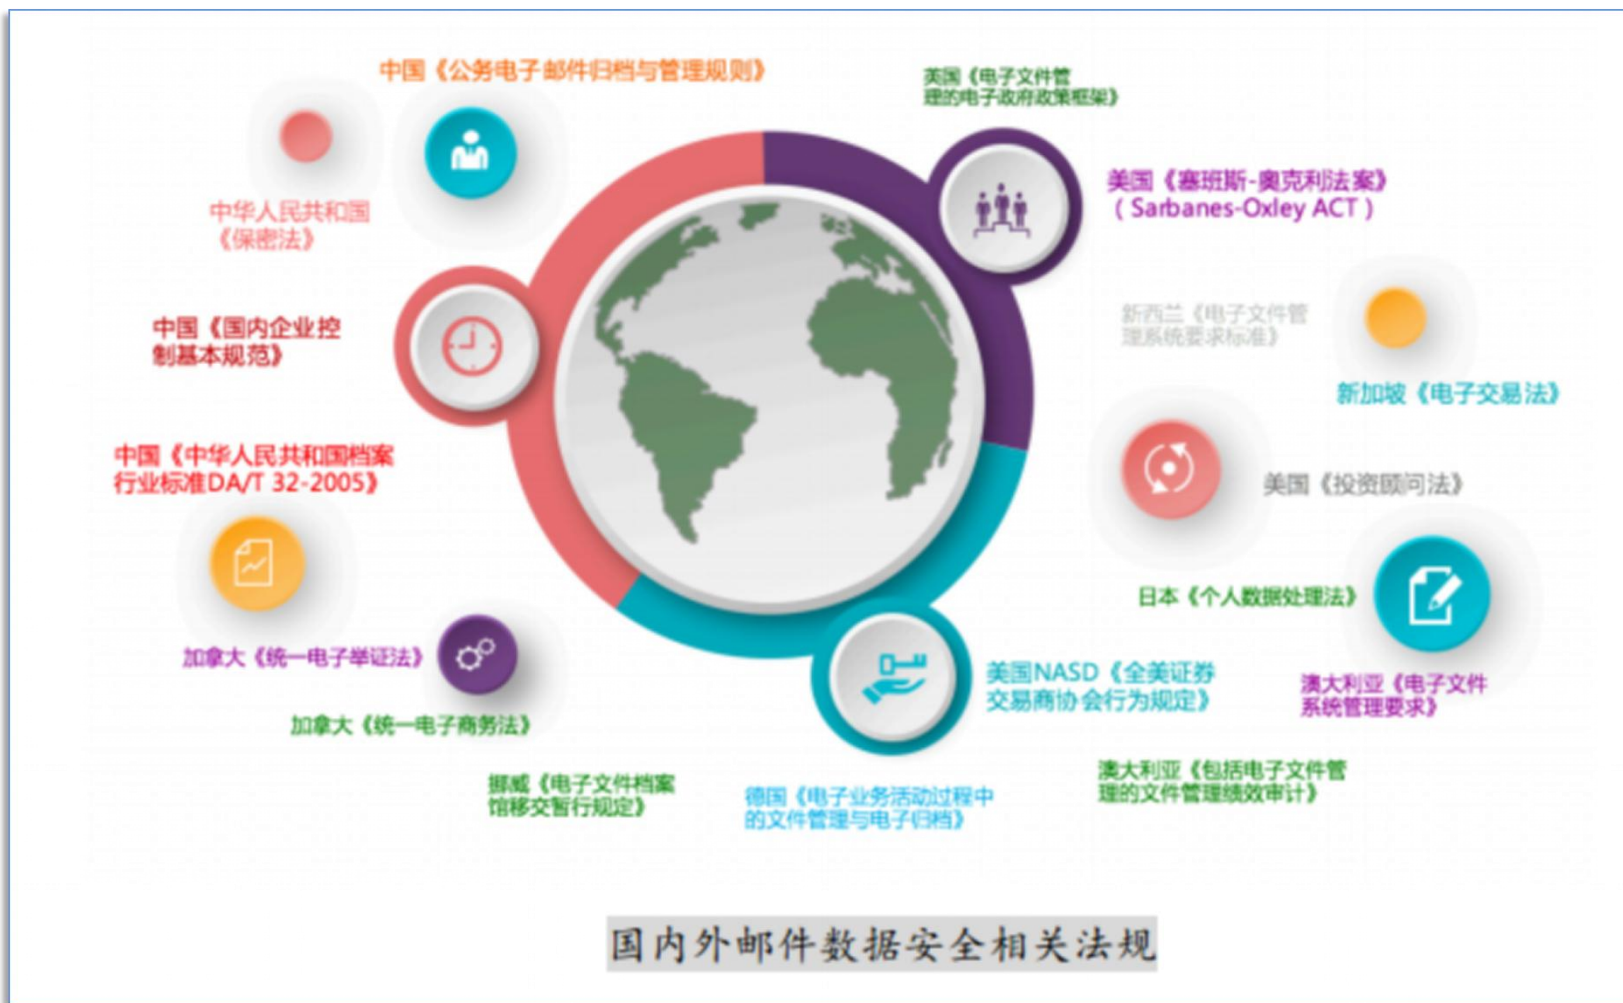 中国《公务电子邮件归档与管理规则》
美国《电子文件管
理的电子政府政策框架》
中华人民共和国
《保密法》
美国《塞班斯-奥克利法案》
（Sarbanes-Oxley ACT）
中国《国内企业控
制基本规范》
新西兰《电子文件管
理系统要求标准》
新加坡《电子交易法》
中国《中华人民共和国档案
行业标准DA/T 32-2005》
美国《投资顾问法》
日本《个人数据处理法》
加拿大《统一电子举证法》
美国NASD《全美证券
交易商协会行为规定》
澳大利亚《电子文件
系统管理要求》
加拿大《统一电子商务法》
挪威《电子文件档案
馆移交暂行规定》
德国《电子业务活动过程中
的文件管理与电子归档》
澳大利亚《包括电子文件管
理的文件管理绩效审计》
国内外邮件数据安全相关法规